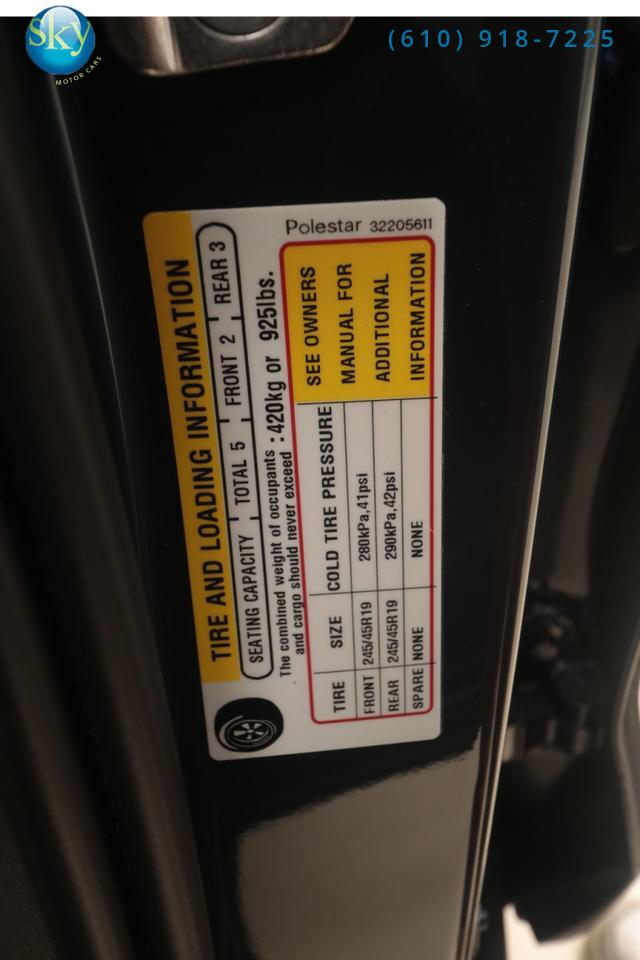 Sky
MOTOR CARS
(610) 918-7225
Polestar 32205611
TIRE AND LOADING INFORMATION
SEATING CAPACITY TOTAL 5 FRONT 2 REAR 3
The combined weight of occupants
and cargo should never exceed : 420kg or 925lbs.
TIRE SIZE COLD TIRE PRESSURE
FRONT 245/45R19 280kPa,41psi
REAR 245/45R19 290kPa,42psi
SPARE NONE NONE
SEE OWNERS
MANUAL FOR
ADDITIONAL
INFORMATION